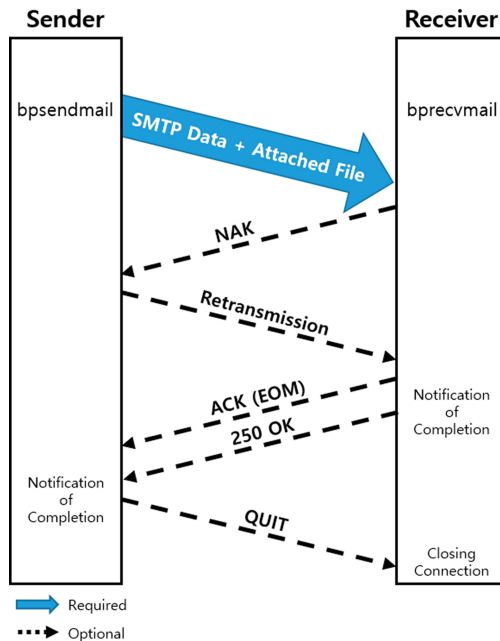 Sender
Receiver
bpsendmail
bprecvmail
SMTP Data + Attached File
NAK
Retransmission
ACK (EOM)
250 OK
Notification
of
Completion
Notification
of
Completion
QUIT
Closing
Connection
Required
Optional